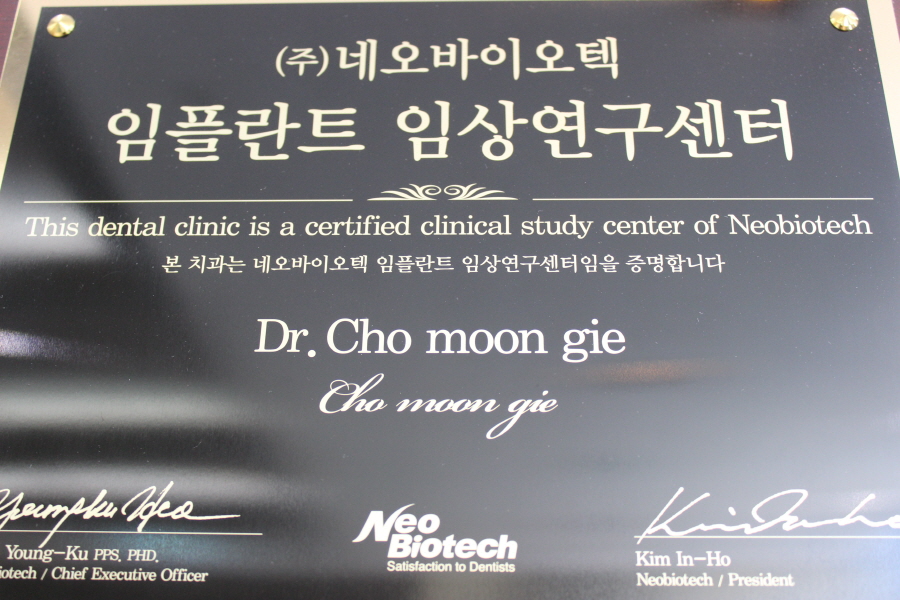 (주)네오바이오텍
임플란트 임상연구센터
This dental clinic is a certified clinical study center of Neobiotech
본 치과는 네오바이오텍 임플란트 임상연구센터임을 증명합니다
Dr. Cho moon gie
Cho moon gie
Young-Ku PPS, PHD.
iotech / Chief Executive Officer
Neo
Biotech
Satisfaction to Dentists
Kim In-Ho
Neobiotech / President